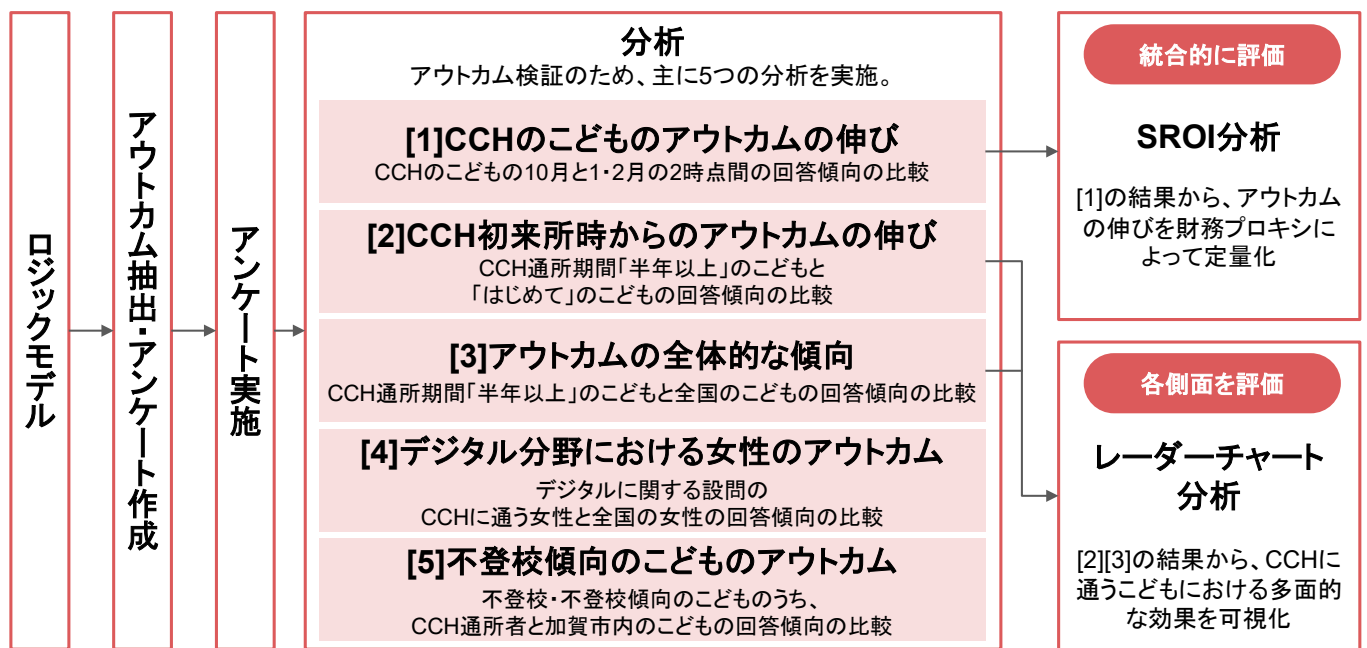 ロジックモデル
アウトカム抽出・アンケート作成
アンケート実施
分析
アウトカム検証のため、主に5つの分析を実施。
[1]CCHのこどものアウトカムの伸び
CCHのこどもの10月と1・2月の2時点間の回答傾向の比較
[2]CCH初来所時からのアウトカムの伸び
CCH通所期間「半年以上」のこどもと
「はじめて」のこどもの回答傾向の比較
[3]アウトカムの全体的な傾向
CCH通所期間「半年以上」のこどもと全国のこどもの回答傾向の比較
[4]デジタル分野における女性のアウトカム
デジタルに関する設問の
CCHに通う女性と全国の女性の回答傾向の比較
[5]不登校傾向のこどものアウトカム
不登校・不登校傾向のこどものうち、
CCH通所者と加賀市内のこどもの回答傾向の比較
統合的に評価
SROI分析
[1]の結果から、アウトカム
の伸びを財務プロキシに
よって定量化
各側面を評価
レーダーチャート
分析
[2][3]の結果から、CCHに
通うこどもにおける多面的
な効果を可視化